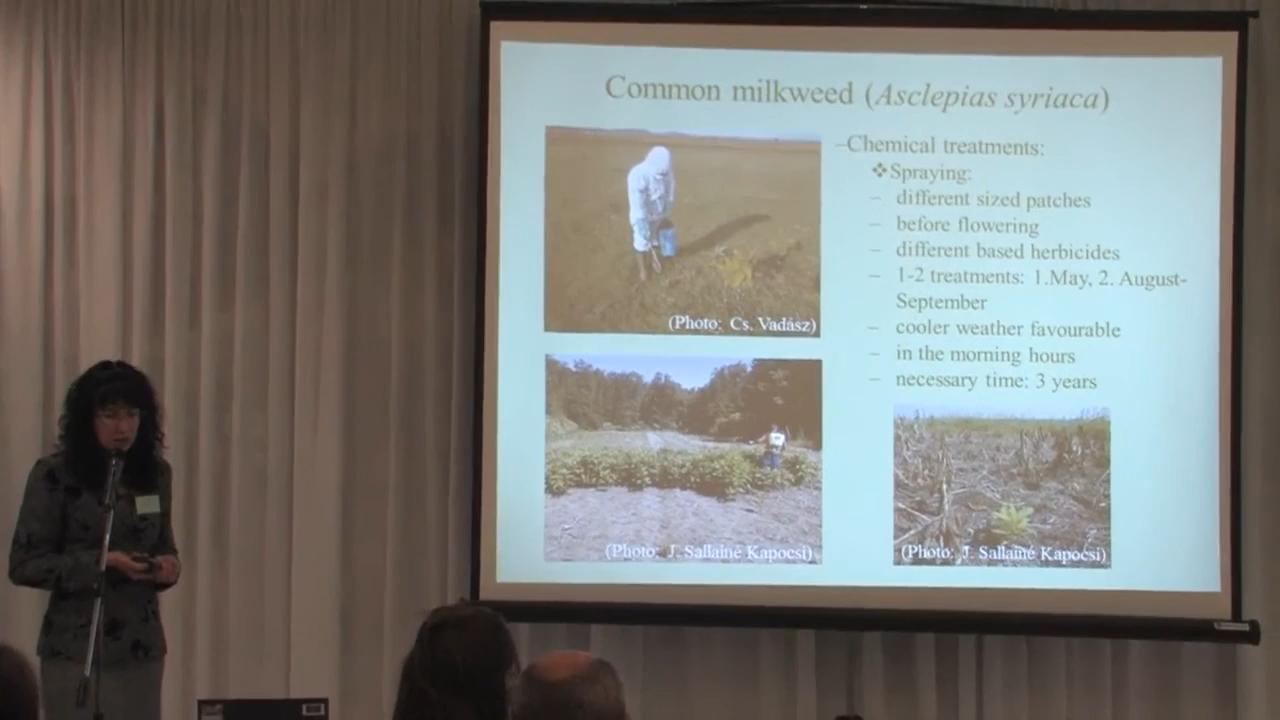 Common milkweed (Asclepias syriaca)
–Chemical treatments:
❖Spraying:
– different sized patches
– before flowering
– different based herbicides
– 1-2 treatments: 1.May, 2. August-
September
– cooler weather favourable
– in the morning hours
– necessary time: 3 years
(Photo: Cs. Vadász)
(Photo: J. Sallainé Kapocsi)
(Photo: J. Sallainé Kapocsi)